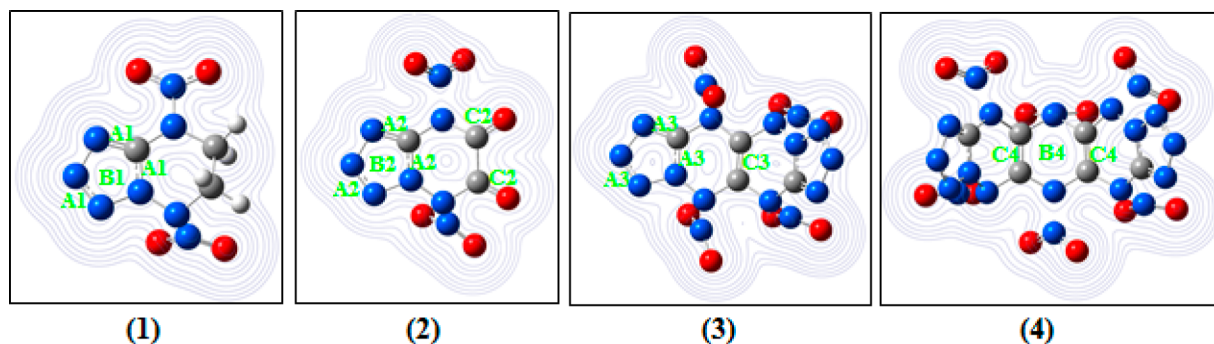 A1 A1 B1 A1
A2 C2 B2 A2 A2 C2
A3 A3 C3 A3
C4 B4 C4
(1) (2) (3) (4)